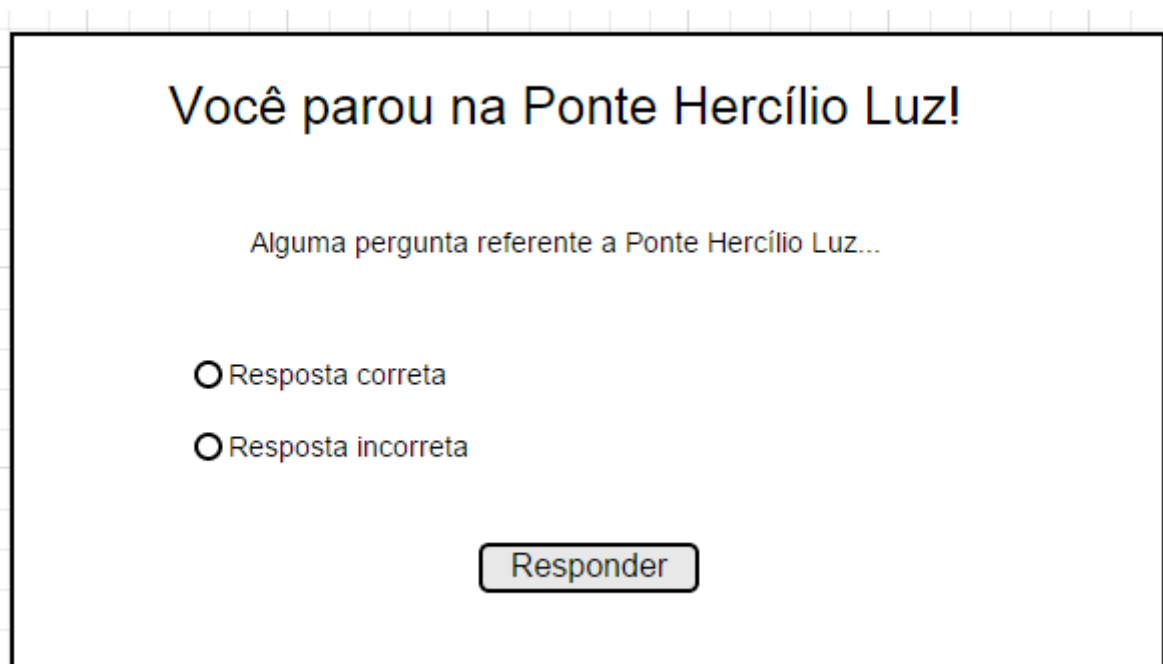 Você parou na Ponte Hercílio Luz!
Alguma pergunta referente a Ponte Hercílio Luz...
Resposta correta
Resposta incorreta
Responder